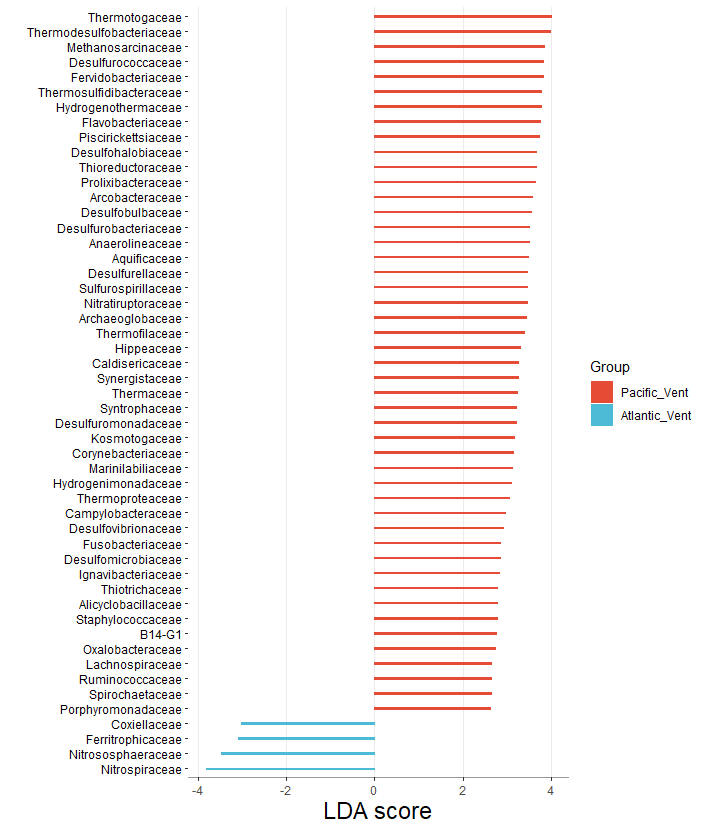 Thermotogaceae
Thermodesulfobacteriaceae
Methanosarcinaceae
Desulfurococcaceae
Fervidobacteriaceae
Thermosulfidibacteraceae
Hydrogenothermaceae
Flavobacteriaceae
Piscirickettsiaceae
Desulfohalobiaceae
Thioreductoraceae
Prolixibacteraceae
Arcobacteraceae
Desulfobulbaceae
Desulfurobacteriaceae
Anaerolineaceae
Aquificaceae
Desulfurellaceae
Sulfurospirillaceae
Nitratiruptoraceae
Archaeoglobaceae
Thermofilaceae
Hippeaceae
Caldisericaceae
Synergistaceae
Thermaceae
Syntrophaceae
Desulfuromonadaceae
Kosmotogaceae
Corynebacteriaceae
Marinilabiliaceae
Hydrogenimonadaceae
Thermoproteaceae
Campylobacteraceae
Desulfovibrionaceae
Fusobacteriaceae
Desulfomicrobiaceae
Ignavibacteriaceae
Thiotrichaceae
Alicyclobacillaceae
Staphylococcaceae
B14-G1
Oxalobacteraceae
Lachnospiraceae
Ruminococcaceae
Spirochaetaceae
Porphyromonadaceae
Coxiellaceae
Ferritrophicaceae
Nitrososphaeraceae
Nitrospiraceae
-4 -2 0 2 4
LDA score
Group
Pacific_Vent
Atlantic_Vent